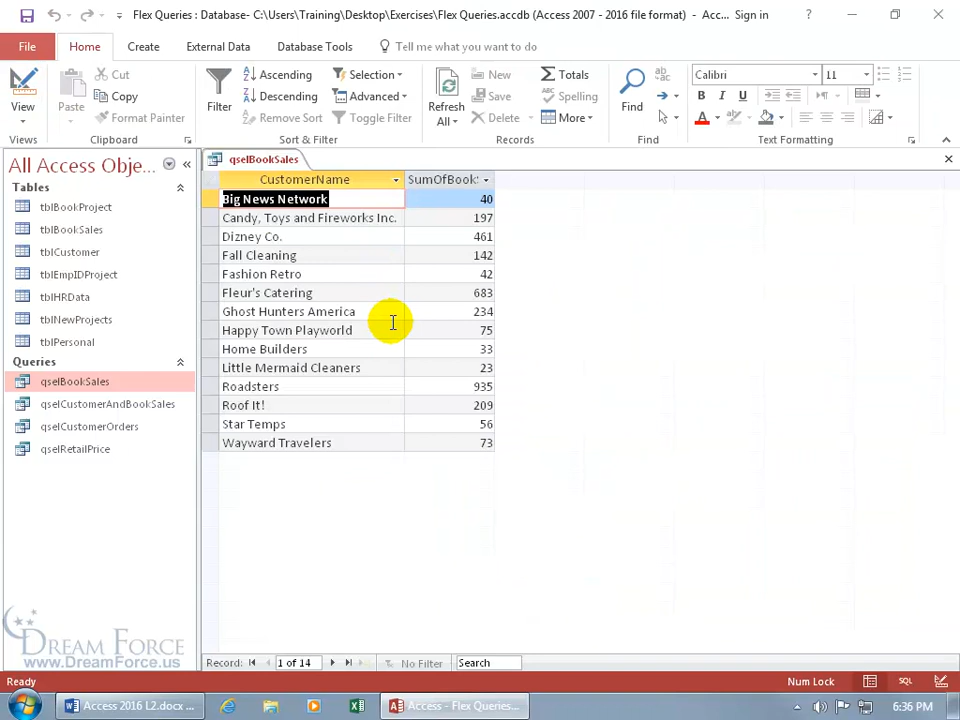 Flex Queries : Database- C:\Users\Training\Desktop\Exercises\Flex Queries.accdb (Access 2007 - 2016 file format) - Acc... Sign in ?
File Home Create External Data Database Tools Tell me what you want to do
View
Views
Paste
Cut
Copy
Format Painter
Clipboard
Filter
Ascending
Descending
Remove Sort
Selection
Advanced
Toggle Filter
Sort & Filter
Refresh
All
New
Save
Delete
Totals
Spelling
More
Records
Find
ab
ac
Find
Calibri 11
B I U
A
Text Formatting
All Access Obje...
Tables
tblBookProject
tblBookSales
tblCustomer
tblEmpIDProject
tblHRData
tblNewProjects
tblPersonal
Queries
qselBookSales
qselCustomerAndBookSales
qselCustomerOrders
qselRetailPrice
qselBookSales
CustomerName SumOfBook
Big News Network 40
Candy, Toys and Fireworks Inc. 197
Dizney Co. 461
Fall Cleaning 142
Fashion Retro 42
Fleur's Catering 683
Ghost Hunters America 234
Happy Town Playworld 75
Home Builders 33
Little Mermaid Cleaners 23
Roadsters 935
Roof It! 209
Star Temps 56
Wayward Travelers 73
DREAM FORCE
www.DreamForce.us
Record: 1 of 14 No Filter Search
Ready Num Lock SQL
Access 2016 L2.docx ... Access - Flex Queries... 6:36 PM